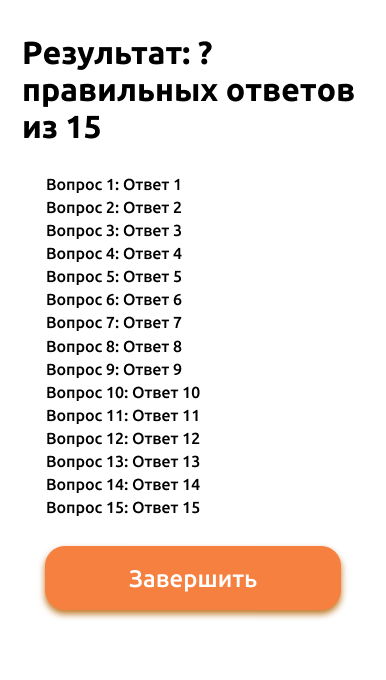 Результат: ?
правильных ответов
из 15
Вопрос 1: Ответ 1
Вопрос 2: Ответ 2
Вопрос 3: Ответ 3
Вопрос 4: Ответ 4
Вопрос 5: Ответ 5
Вопрос 6: Ответ 6
Вопрос 7: Ответ 7
Вопрос 8: Ответ 8
Вопрос 9: Ответ 9
Вопрос 10: Ответ 10
Вопрос 11: Ответ 11
Вопрос 12: Ответ 12
Вопрос 13: Ответ 13
Вопрос 14: Ответ 14
Вопрос 15: Ответ 15
Завершить